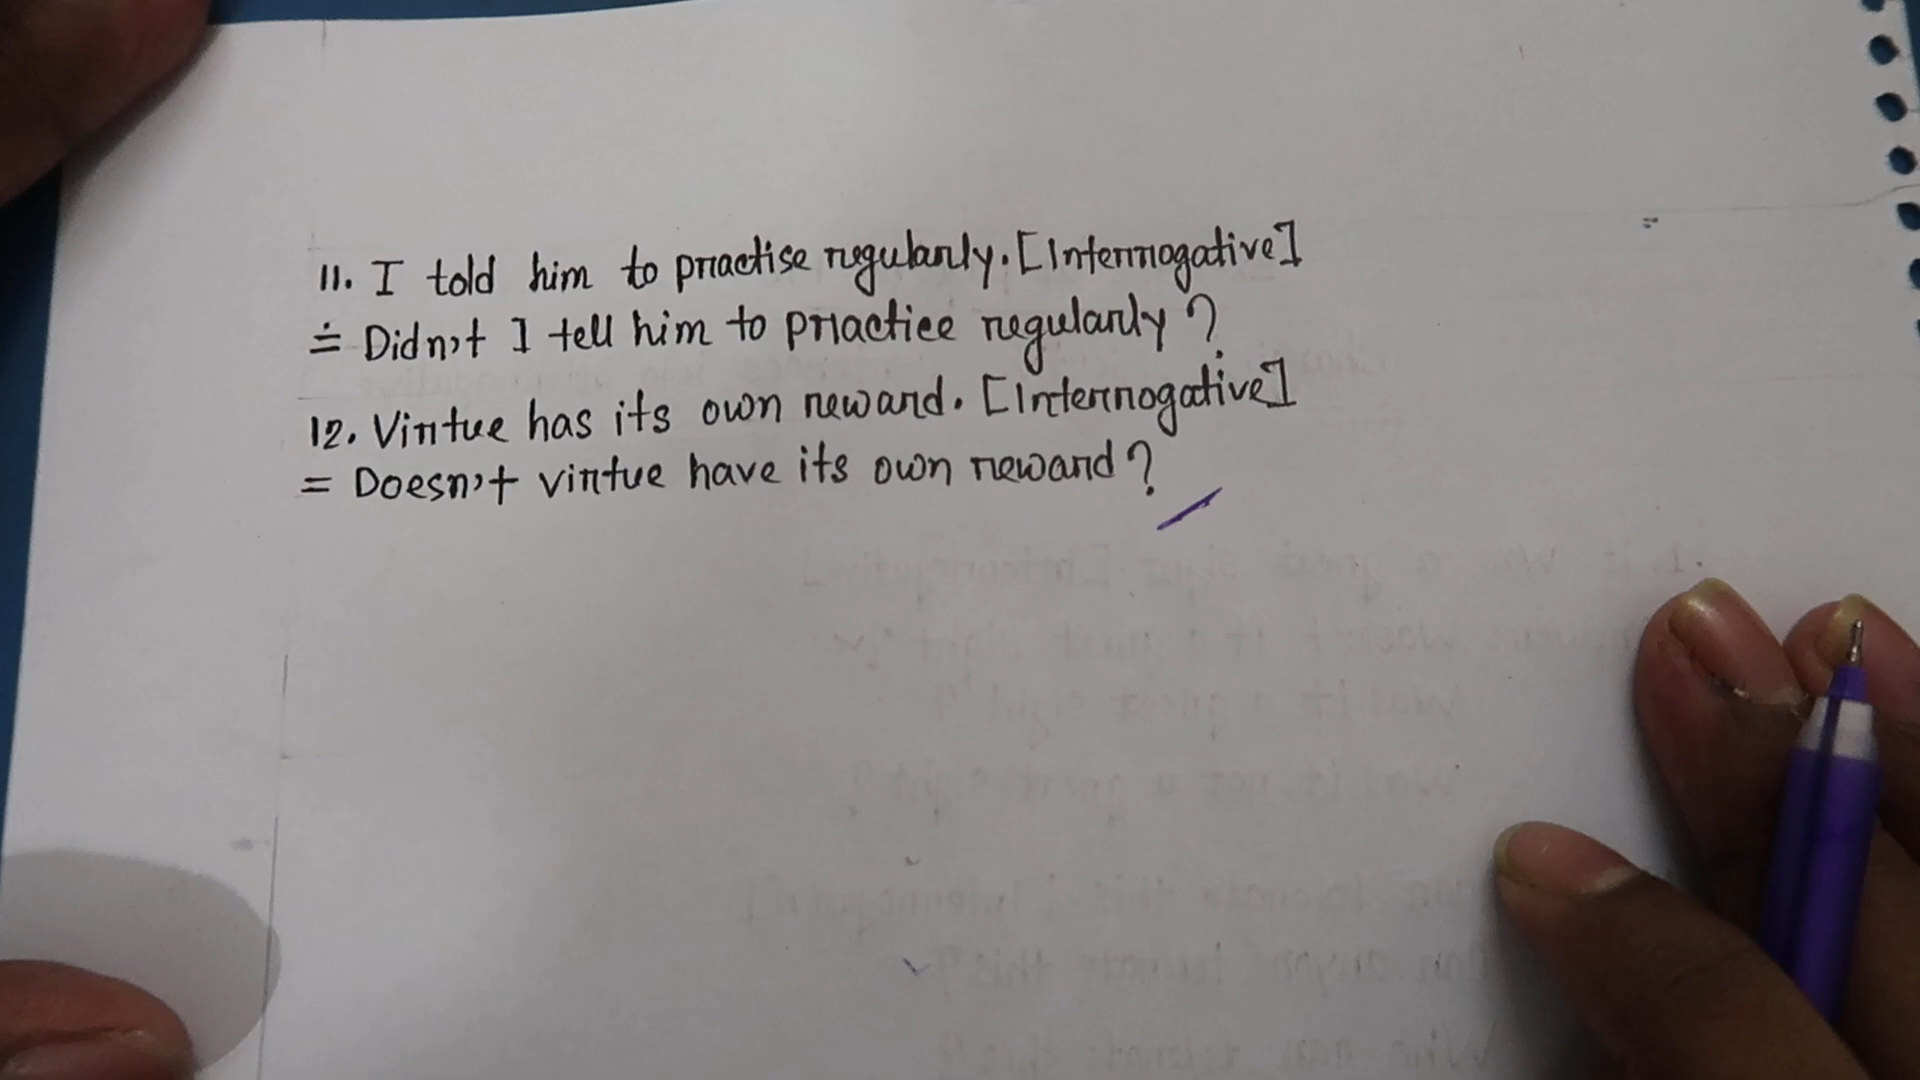 11. I told him to practise regularly. [Interrogative]
= Didn't I tell him to practice regularly?
12. Virtue has its own reward. [Interrogative]
= Doesn't virtue have its own reward?